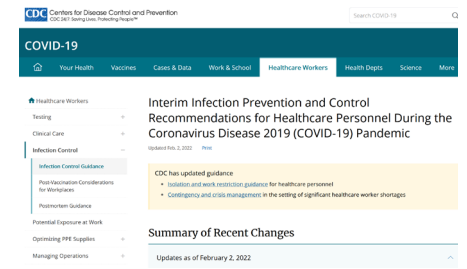 CDC Centers for Disease Control and Prevention
CDC 24/7: Saving Lives, Protecting People™
Search COVID-19
COVID-19
Your Health Vaccines Cases & Data Work & School Healthcare Workers Health Depts Science More
Healthcare Workers
Testing
Clinical Care
Infection Control
Infection Control Guidance
Post-Vaccination Considerations
for Workplaces
Postmortem Guidance
Potential Exposure at Work
Optimizing PPE Supplies
Managing Operations
Interim Infection Prevention and Control
Recommendations for Healthcare Personnel During the
Coronavirus Disease 2019 (COVID-19) Pandemic
Updated Feb. 2, 2022 Print
CDC has updated guidance
Isolation and work restriction guidance for healthcare personnel
Contingency and crisis management in the setting of significant healthcare worker shortages
Summary of Recent Changes
Updates as of February 2, 2022